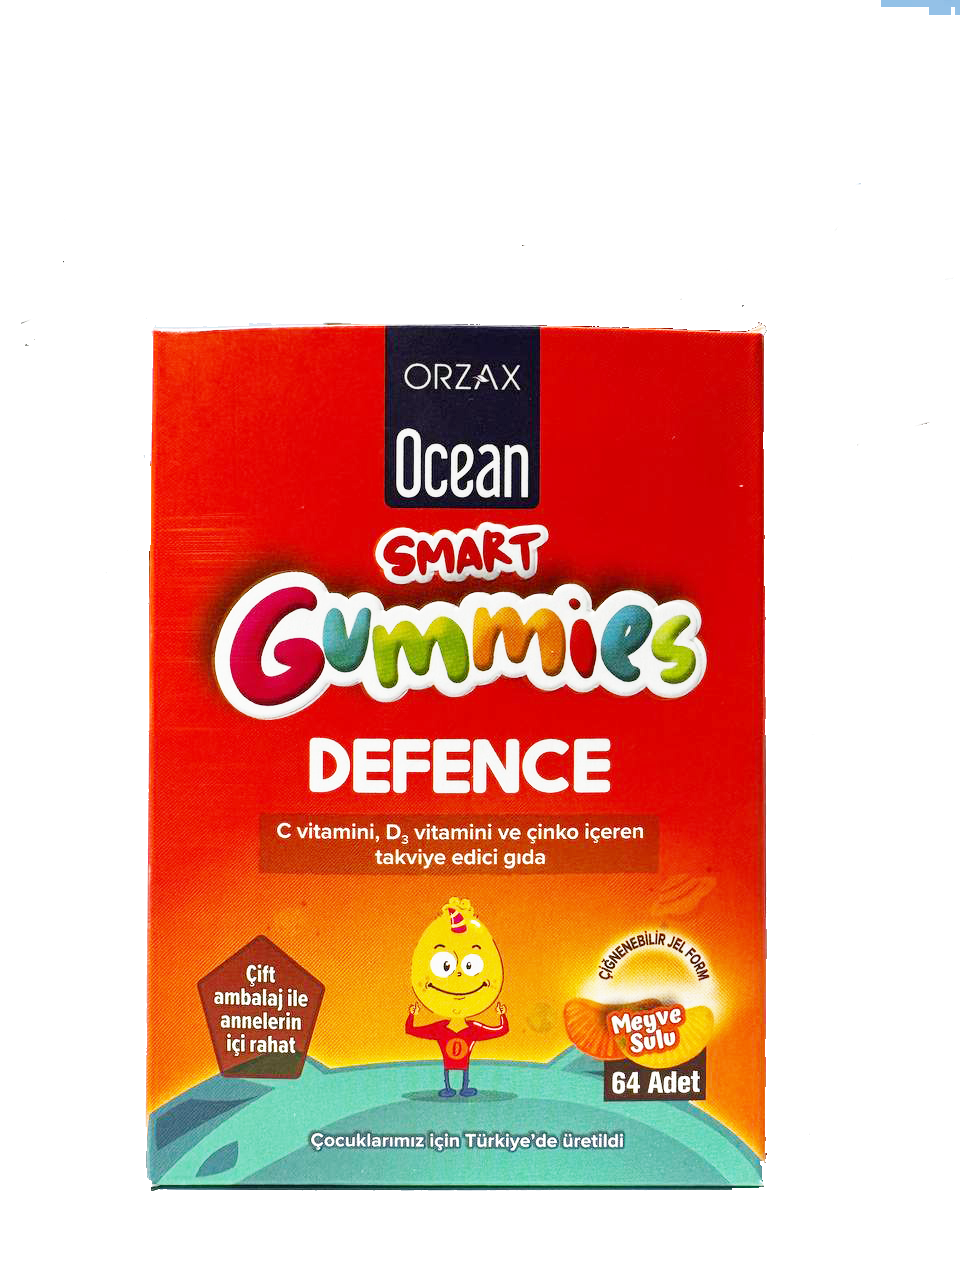 ORZAX
Ocean
SMART
Gummies
DEFENCE
C vitamini, D₃ vitamini ve çinko içeren
takviye edici gıda
Çift
ambalaj ile
annelerin
içi rahat
D
ÇİĞNENEBİLİR JEL FORM
Meyve
Sulu
64 Adet
Çocuklarımız için Türkiye'de üretildi